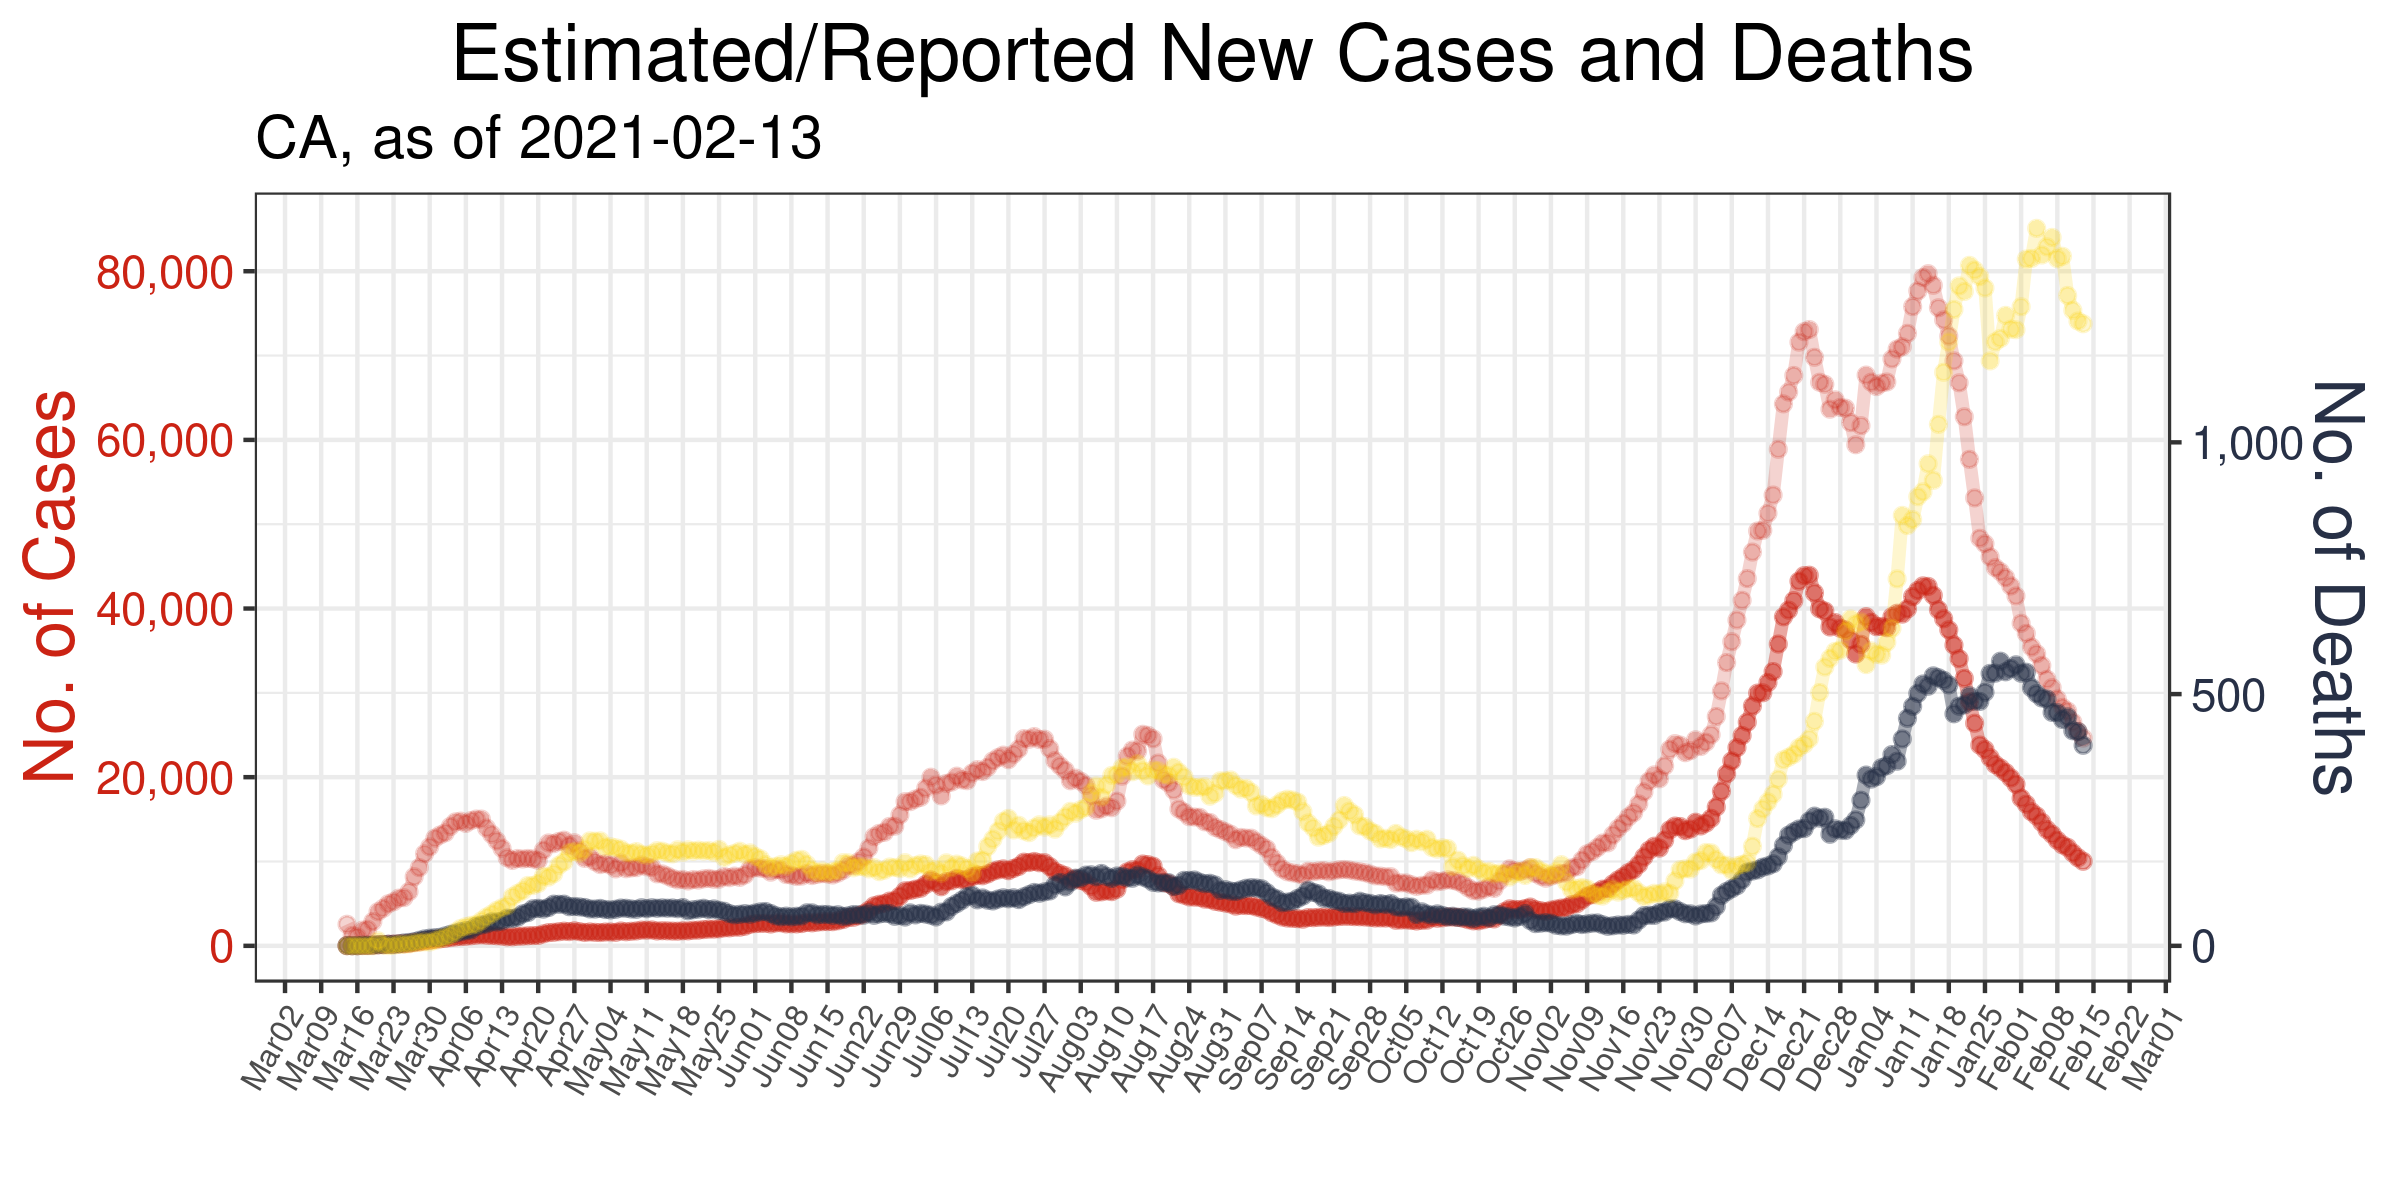 Estimated/Reported New Cases and Deaths
CA, as of 2021-02-13
No. of Cases
80,000
60,000
40,000
20,000
0
1,000
500
0
No. of Deaths
Mar02
Mar09
Mar16
Mar23
Mar30
Apr06
Apr13
Apr20
Apr27
May04
May11
May18
May25
Jun01
Jun08
Jun15
Jun22
Jun29
Jul06
Jul13
Jul20
Jul27
Aug03
Aug10
Aug17
Aug24
Aug31
Sep07
Sep14
Sep21
Sep28
Oct05
Oct12
Oct19
Oct26
Nov02
Nov09
Nov16
Nov23
Nov30
Dec07
Dec14
Dec21
Dec28
Jan04
Jan11
Jan18
Jan25
Feb01
Feb08
Feb15
Feb22
Mar01